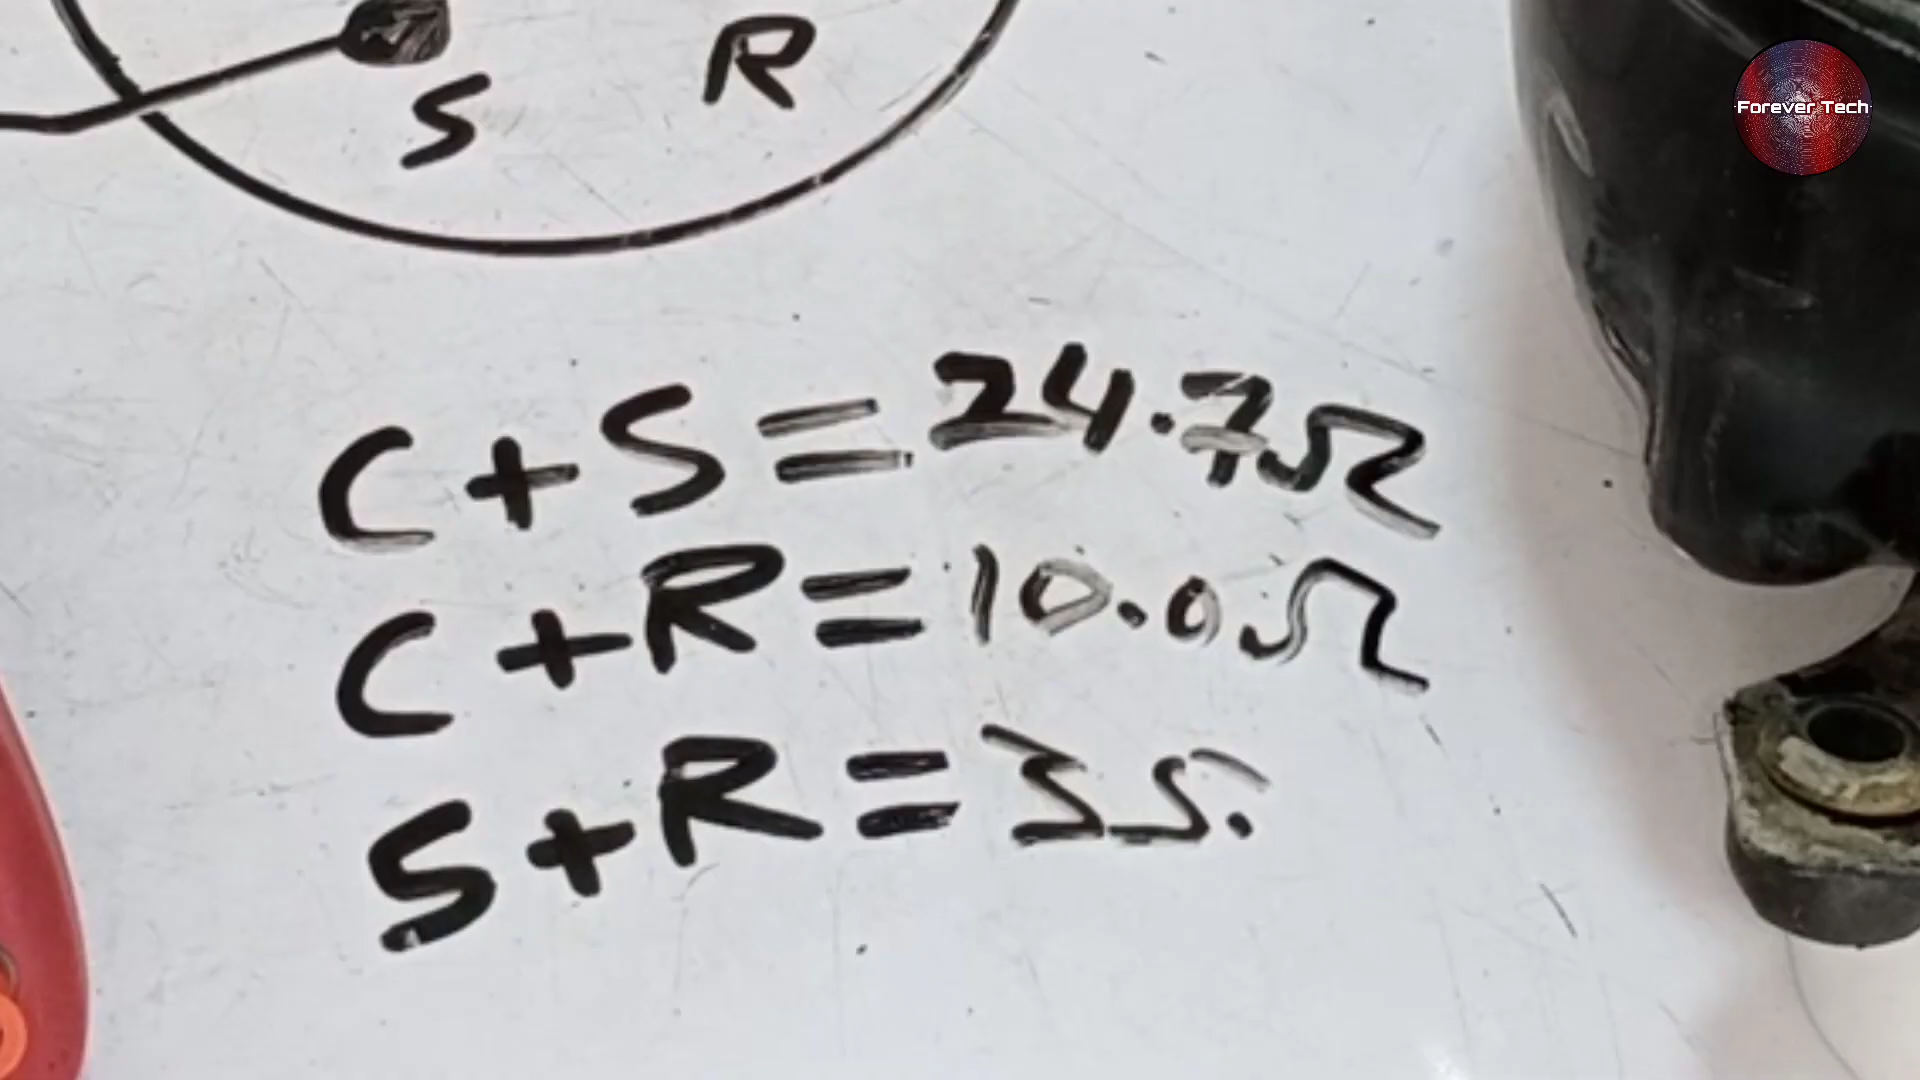 Forever Tech
S
R
C+S=24.7Ω
C+R=10.0Ω
S+R=35.